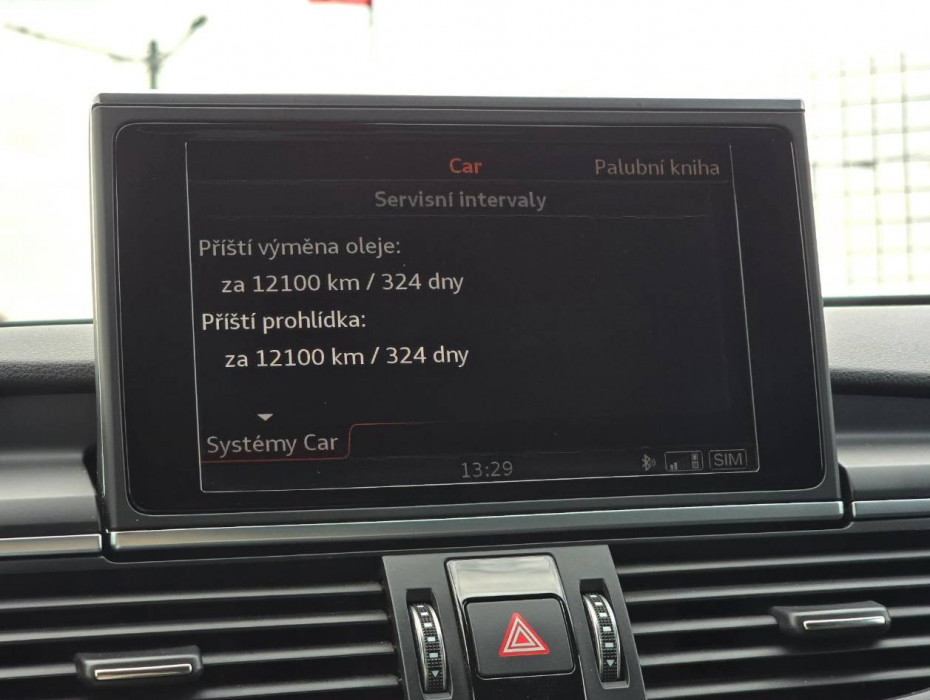 Car
Palubní kniha
Servisní intervaly
Příští výměna oleje:
za 12100 km / 324 dny
Příští prohlídka:
za 12100 km / 324 dny
Systémy Car
13:29
SIM